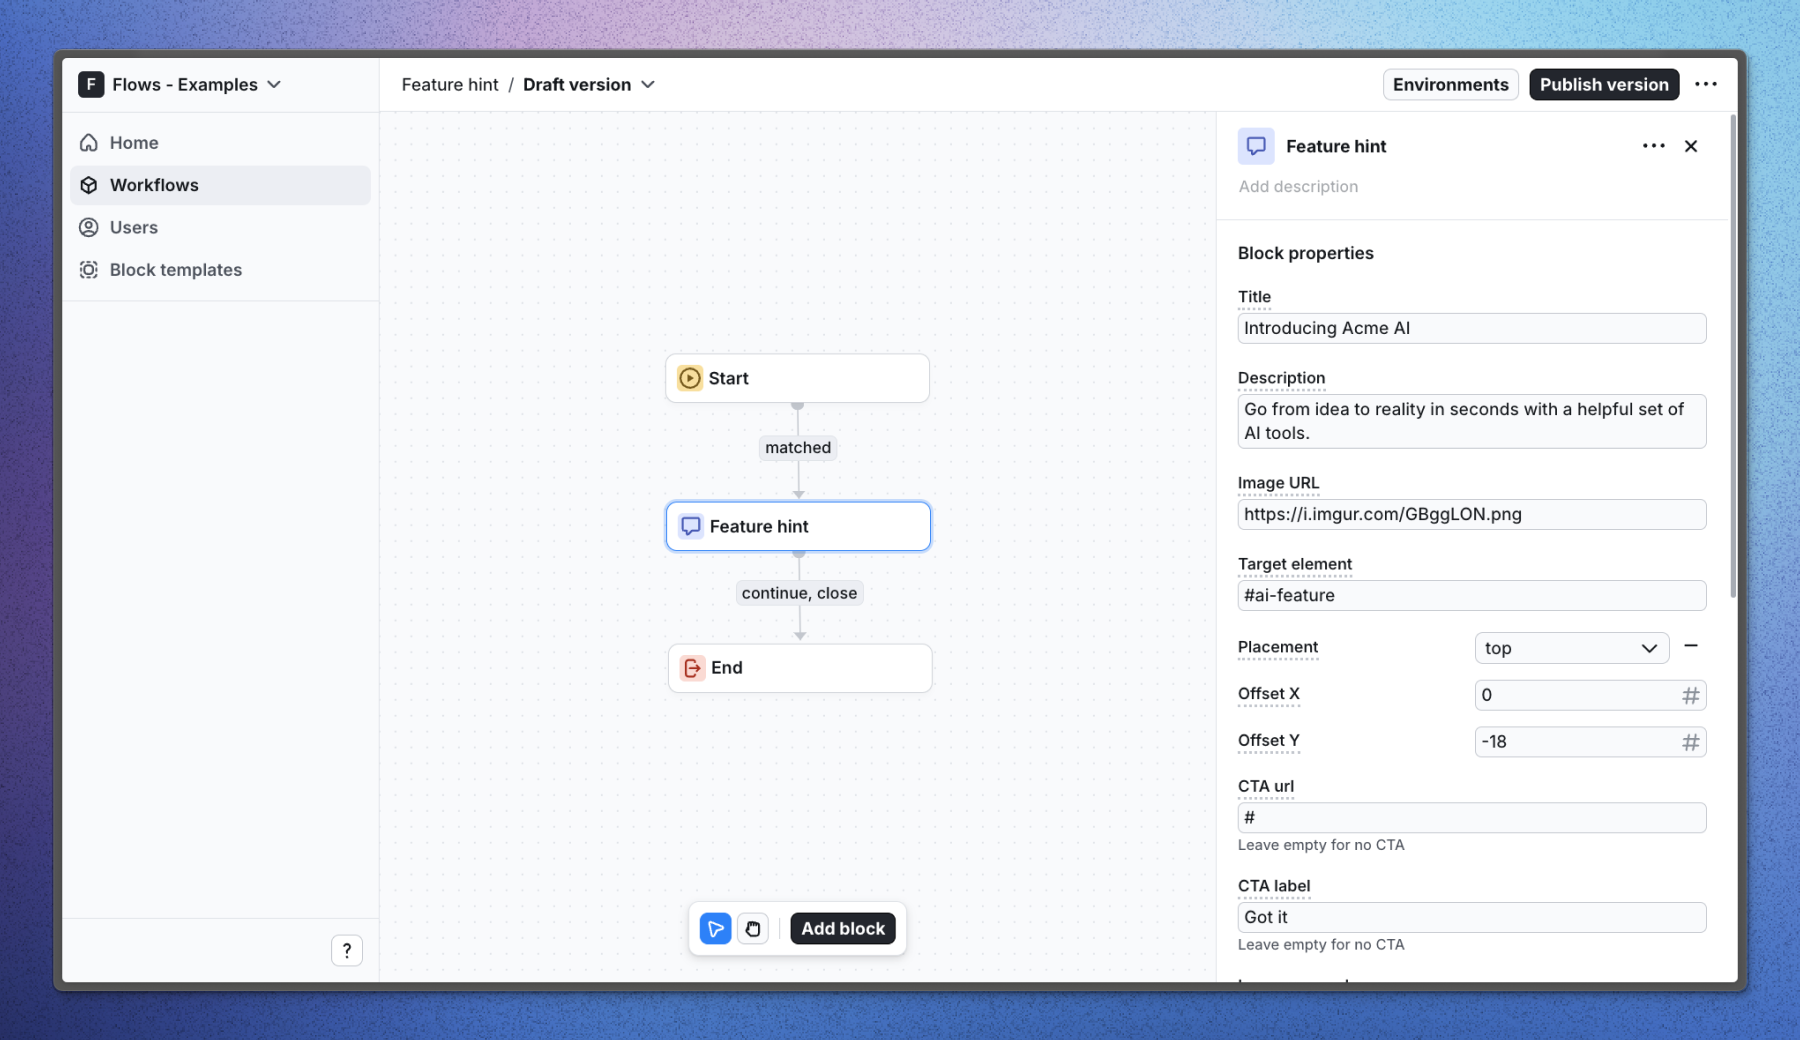 F Flows - Examples
Home
Workflows
Users
Block templates
?
Feature hint / Draft version
Environments
Publish version
Start
matched
Feature hint
continue, close
End
Add block
Feature hint
Add description
Block properties
Title
Introducing Acme AI
Description
Go from idea to reality in seconds with a helpful set of
AI tools.
Image URL
https://i.imgur.com/GBggLON.png
Target element
#ai-feature
Placement
top
Offset X
0 #
Offset Y
-18 #
CTA url
#
Leave empty for no CTA
CTA label
Got it
Leave empty for no CTA